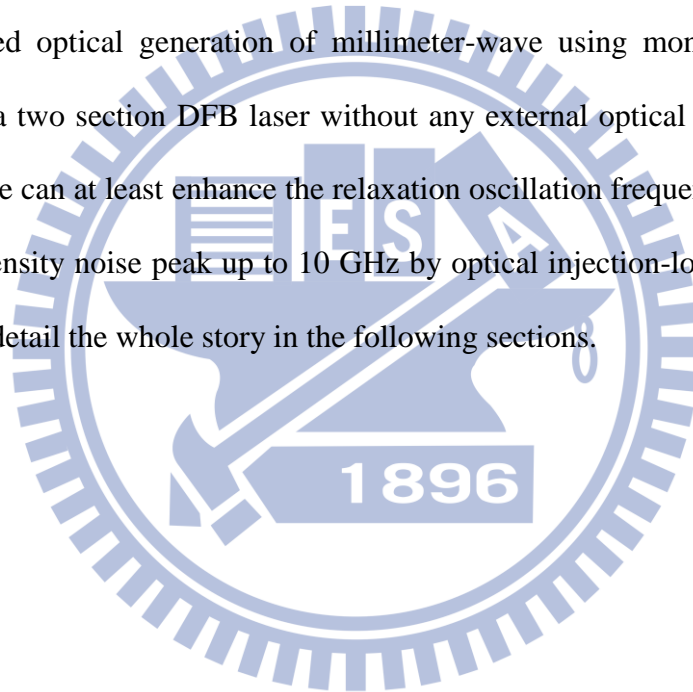 ed optical generation of millimeter-wave using mon
a two section DFB laser without any external optical
e can at least enhance the relaxation oscillation freque
ensity noise peak up to 10 GHz by optical injection-lo
detail the whole story in the following sections.
E S A
1896